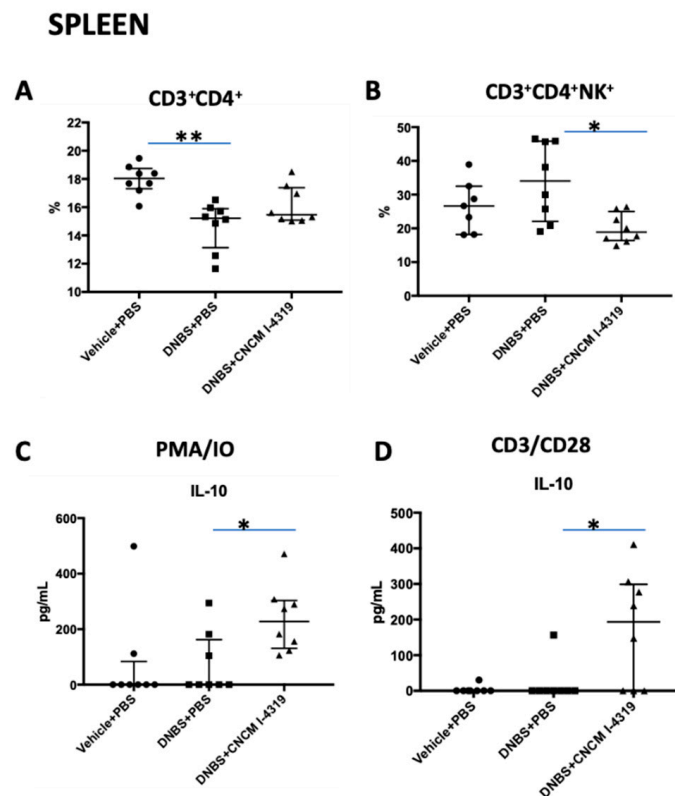 SPLEEN
A
CD3⁺CD4⁺
**
22
20
18
16
14
12
10
%
Vehicle+PBS
DNBS+PBS
DNBS+CNCM I-4319
B
CD3⁺CD4⁺NK⁺
*
50
40
30
20
10
0
%
Vehicle+PBS
DNBS+PBS
DNBS+CNCM I-4319
C
PMA/IO
IL-10
*
600
400
200
0
pg/mL
Vehicle+PBS
DNBS+PBS
DNBS+CNCM I-4319
D
CD3/CD28
IL-10
*
500
400
300
200
100
0
pg/mL
Vehicle+PBS
DNBS+PBS
DNBS+CNCM I-4319